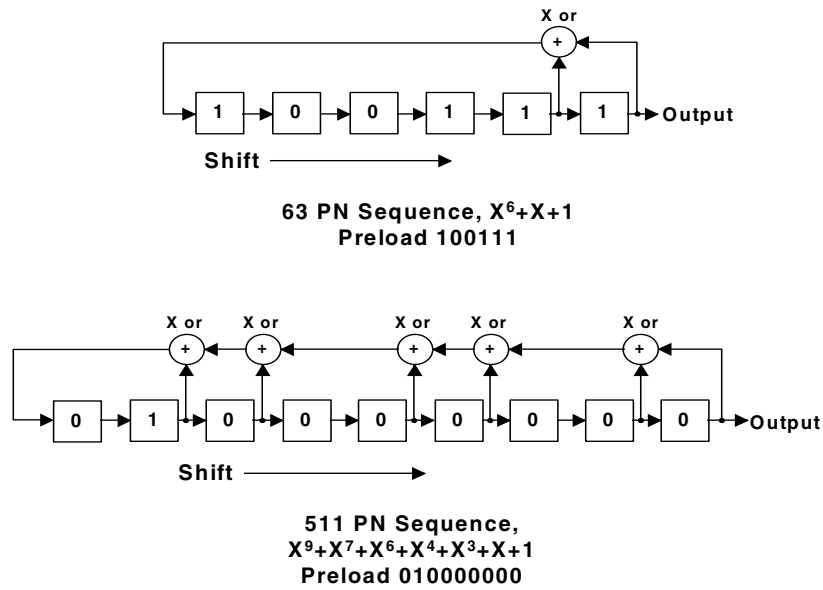 X or
+
1 0 0 1 1 1 Output
Shift
63 PN Sequence, X⁶+X+1
Preload 100111
X or X or X or X or X or
+ + + + +
0 1 0 0 0 0 0 0 0 Output
Shift
511 PN Sequence,
X⁹+X⁷+X⁶+X⁴+X³+X+1
Preload 010000000